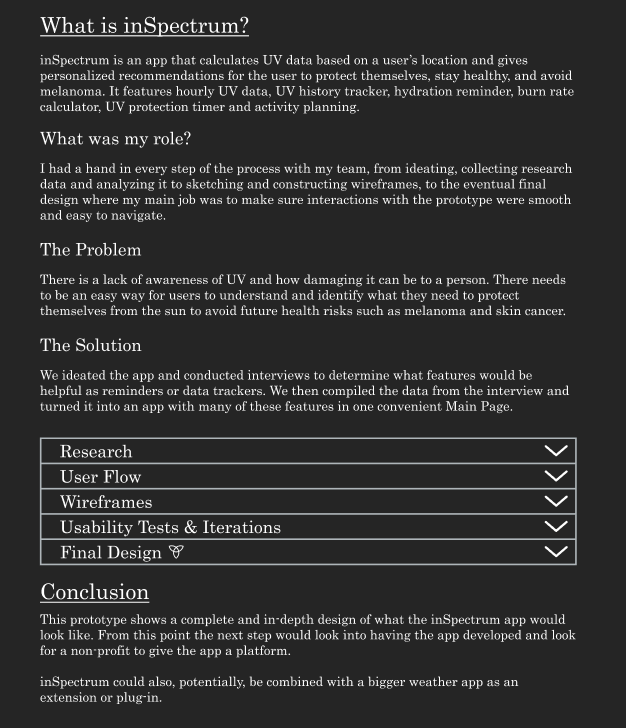 What is inSpectrum?
inSpectrum is an app that calculates UV data based on a user’s location and gives
personalized recommendations for the user to protect themselves, stay healthy, and avoid
melanoma. It features hourly UV data, UV history tracker, hydration reminder, burn rate
calculator, UV protection timer and activity planning.
What was my role?
I had a hand in every step of the process with my team, from ideating, collecting research
data and analyzing it to sketching and constructing wireframes, to the eventual final
design where my main job was to make sure interactions with the prototype were smooth
and easy to navigate.
The Problem
There is a lack of awareness of UV and how damaging it can be to a person. There needs
to be an easy way for users to understand and identify what they need to protect
themselves from the sun to avoid future health risks such as melanoma and skin cancer.
The Solution
We ideated the app and conducted interviews to determine what features would be
helpful as reminders or data trackers. We then compiled the data from the interview and
turned it into an app with many of these features in one convenient Main Page.
Research
User Flow
Wireframes
Usability Tests & Iterations
Final Design
Conclusion
This prototype shows a complete and in-depth design of what the inSpectrum app would
look like. From this point the next step would look into having the app developed and look
for a non-profit to give the app a platform.
inSpectrum could also, potentially, be combined with a bigger weather app as an
extension or plug-in.